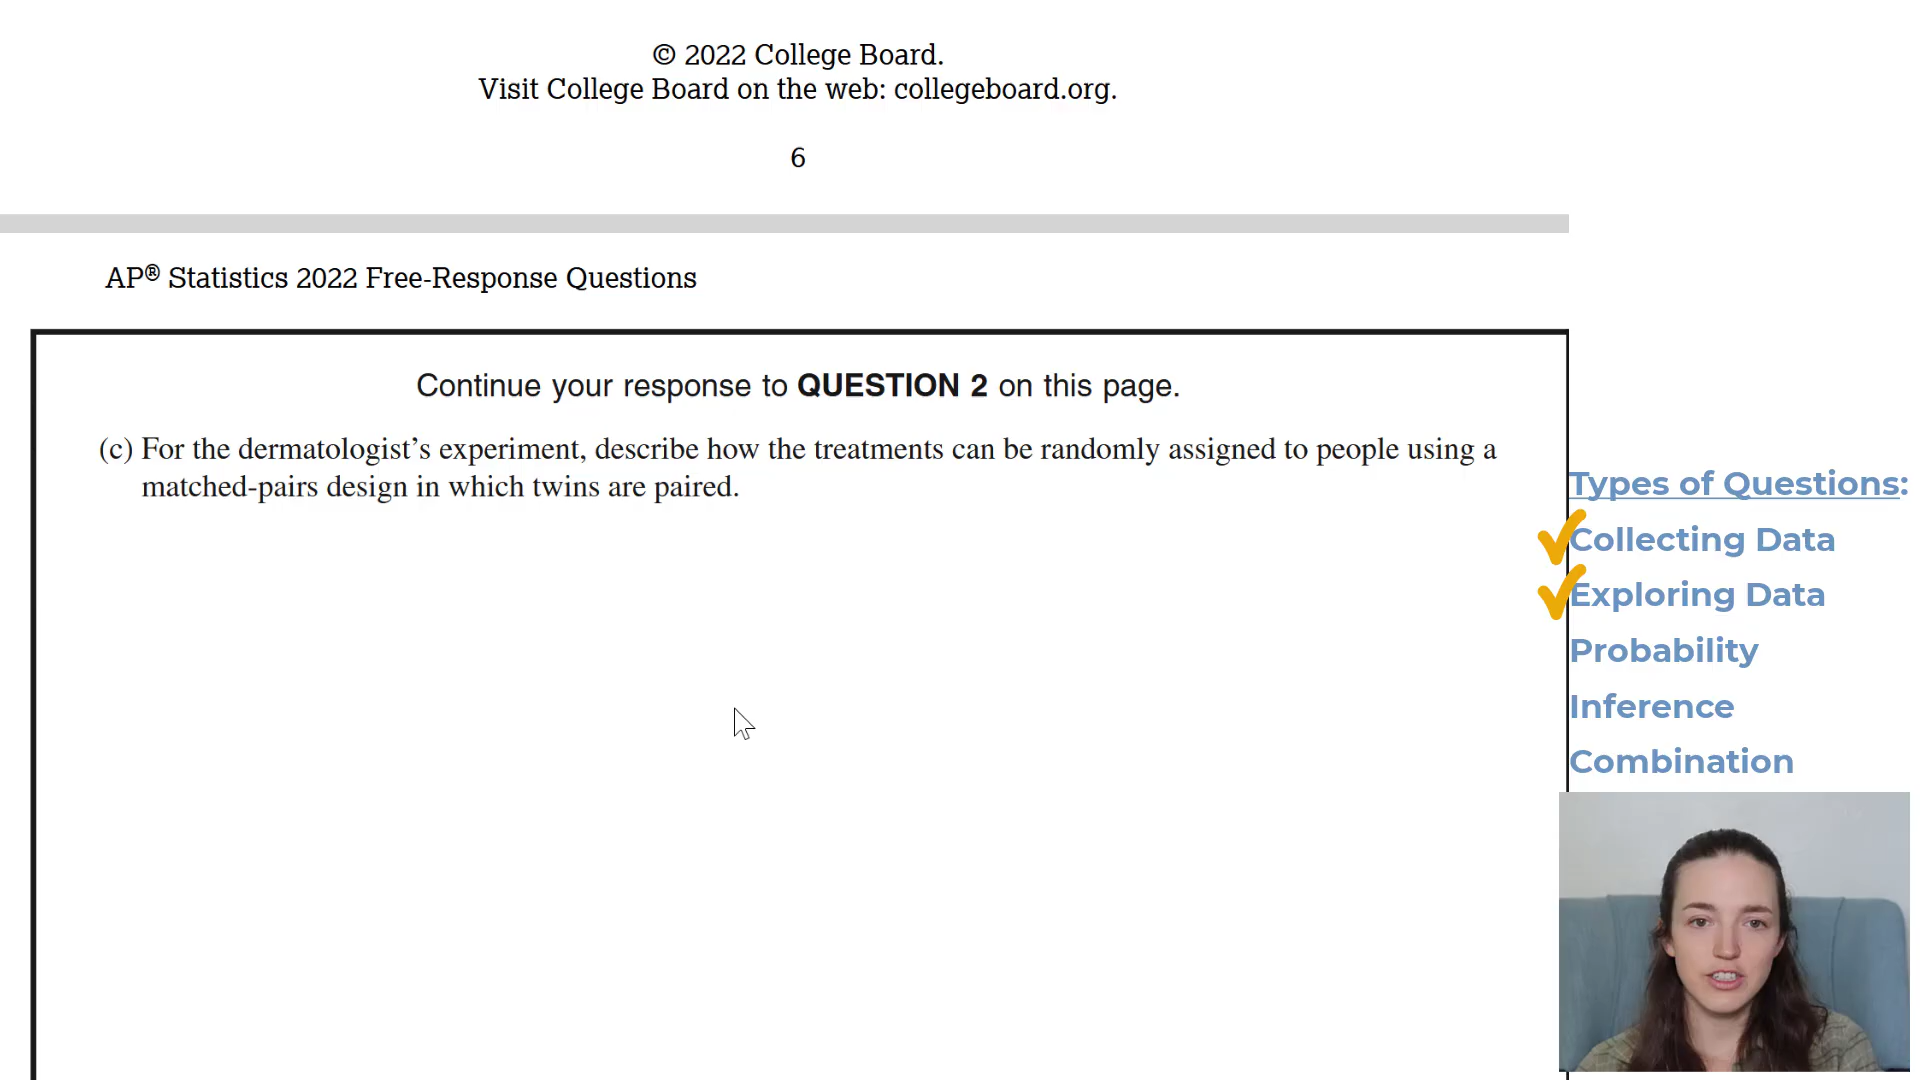 © 2022 College Board.
Visit College Board on the web: collegeboard.org.
6
AP® Statistics 2022 Free-Response Questions
Continue your response to QUESTION 2 on this page.
(c) For the dermatologist’s experiment, describe how the treatments can be randomly assigned to people using a
matched-pairs design in which twins are paired.
Types of Questions:
Collecting Data
Exploring Data
Probability
Inference
Combination